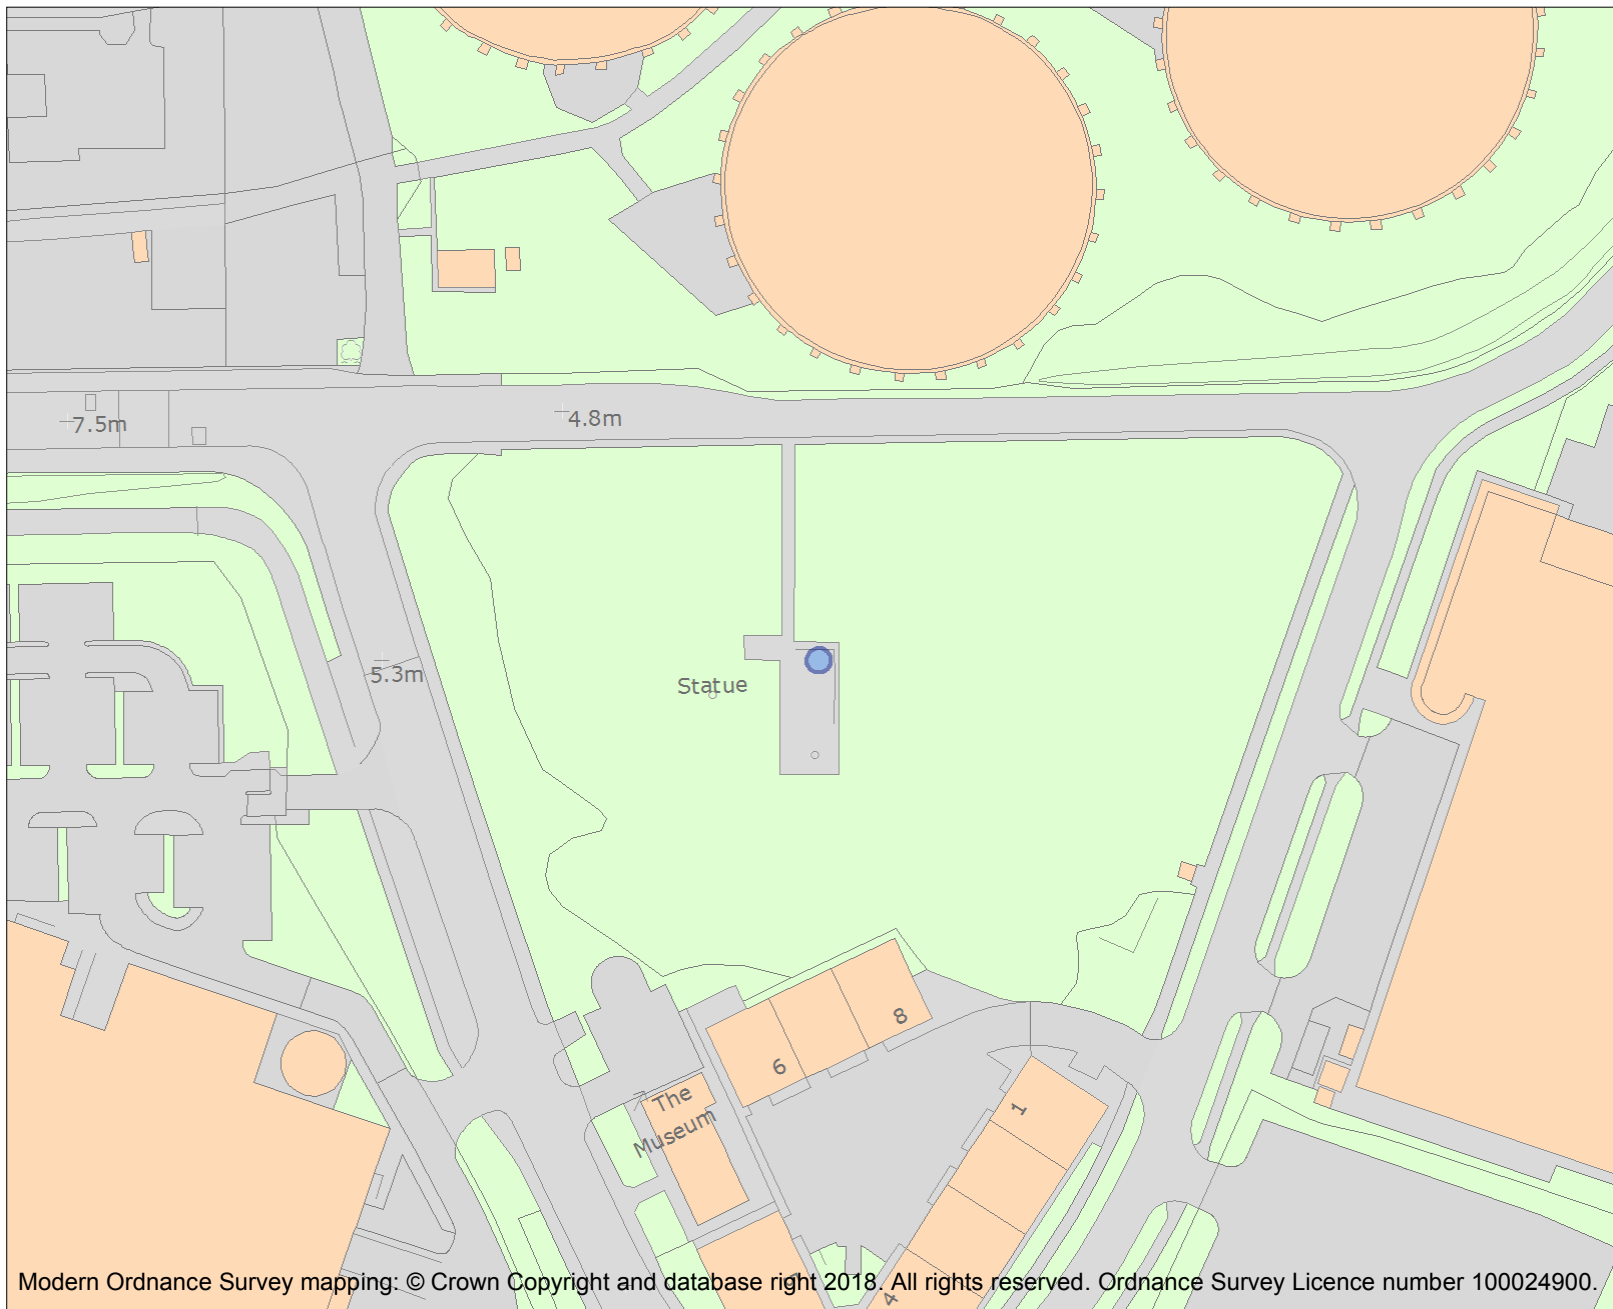 7.5m
4.8m
5.3m
Statue
8
6
The
Museum
1
4
Modern Ordnance Survey mapping: © Crown Copyright and database right 2018. All rights reserved. Ordnance Survey Licence number 100024900.